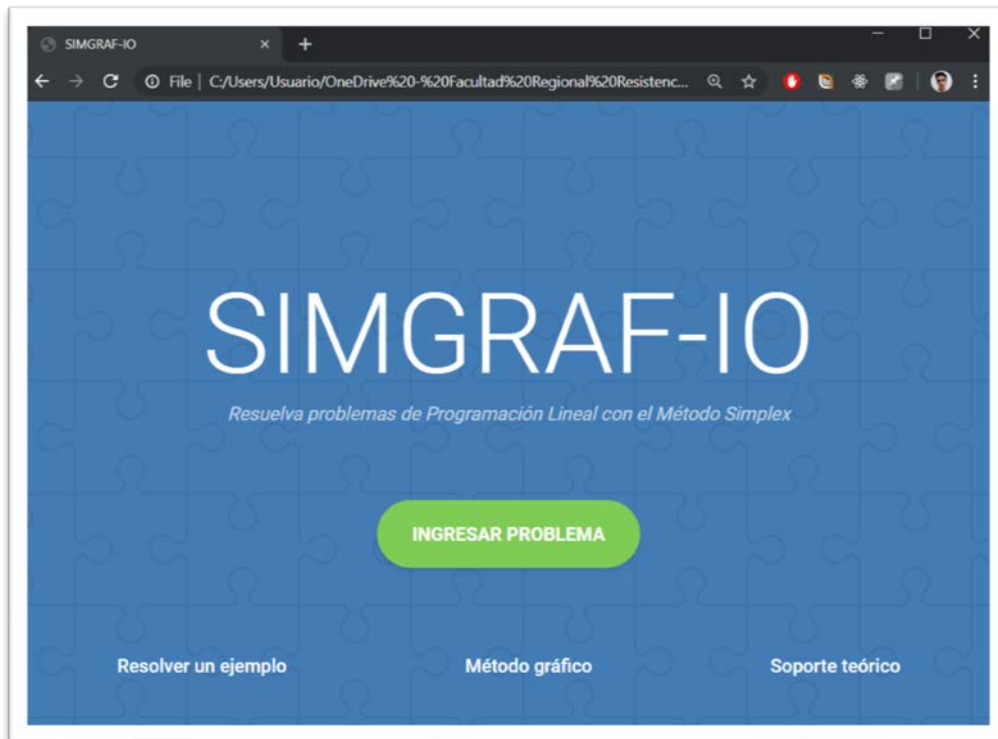 SIMGRAF-IO
File | C:/Users/Usuario/OneDrive%20-%20Facultad%20Regional%20Resistenc...
SIMGRAF-IO
Resuelva problemas de Programación Lineal con el Método Simplex
INGRESAR PROBLEMA
Resolver un ejemplo Método gráfico Soporte teórico